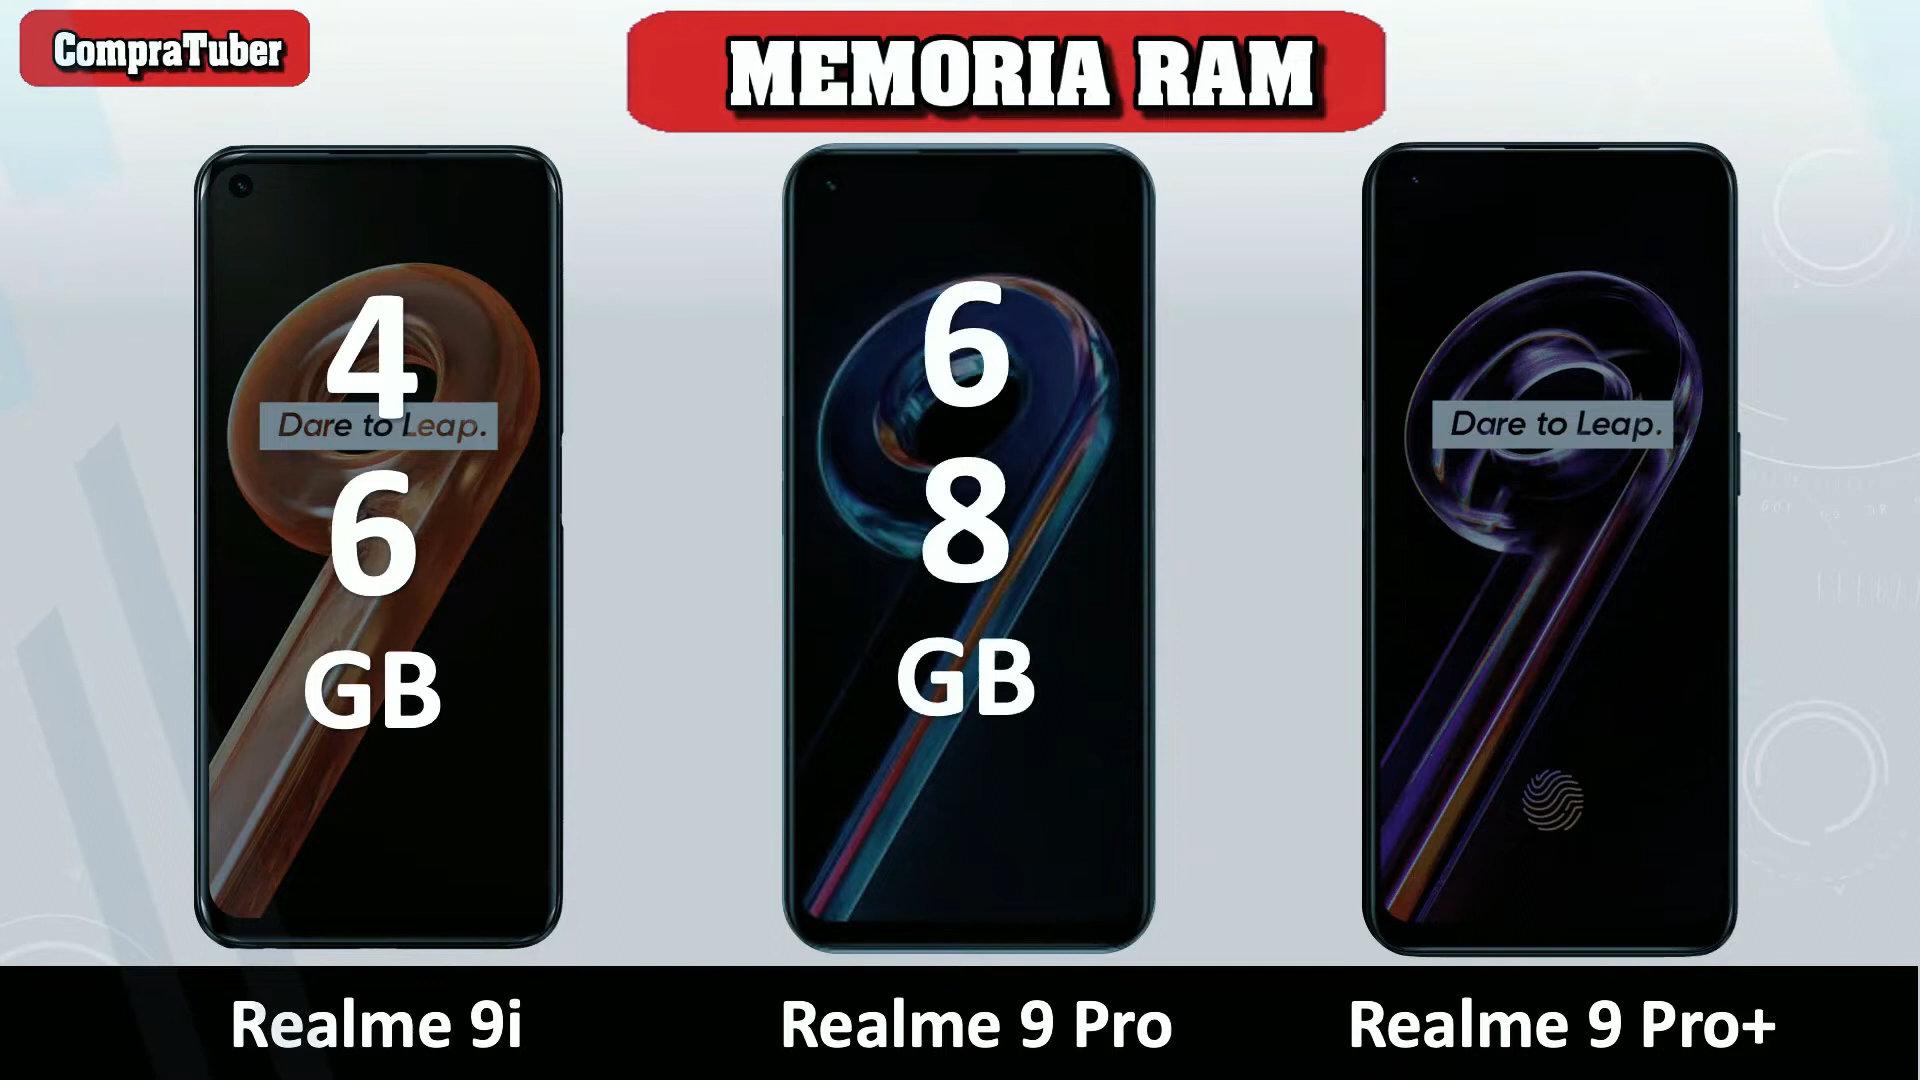 CompraTuber
MEMORIA RAM
4
Dare to Leap.
6
GB
6
8
GB
Dare to Leap.
Realme 9i
Realme 9 Pro
Realme 9 Pro+